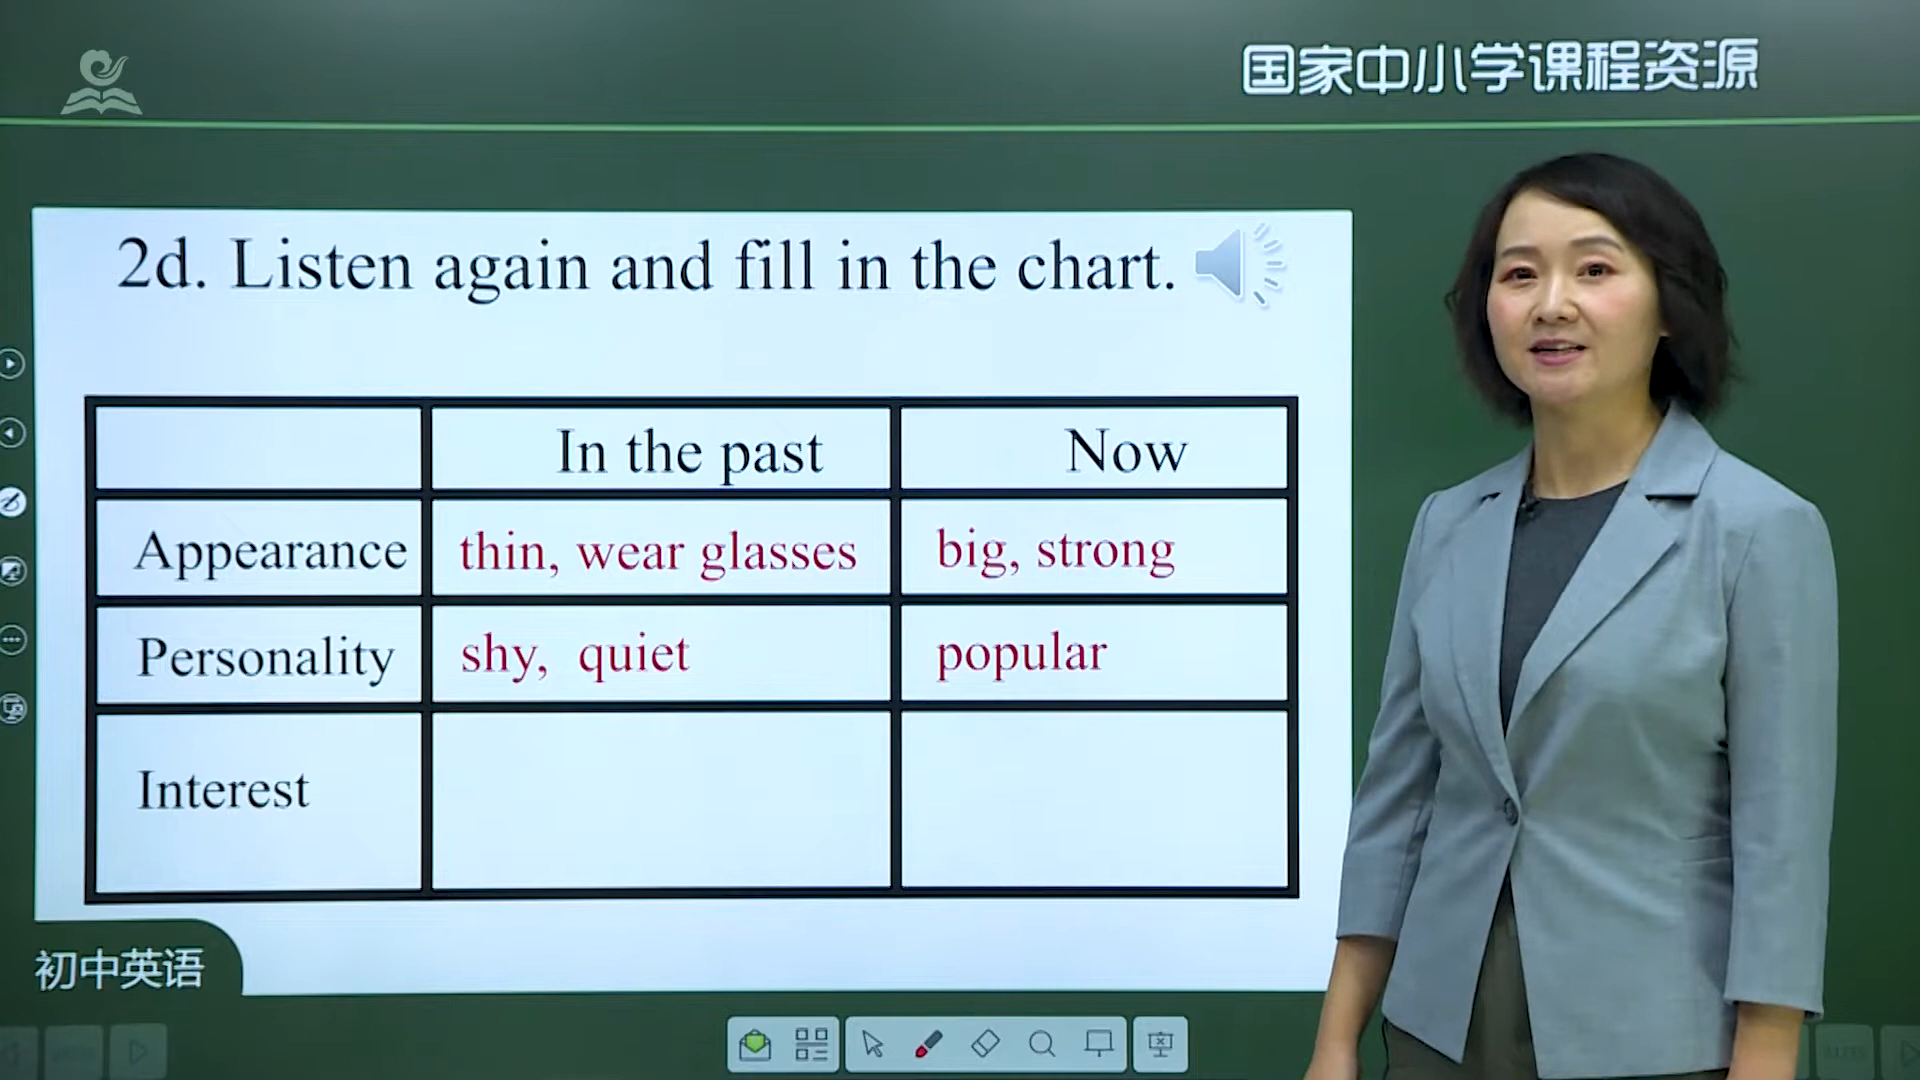 国家中小学课程资源
2d. Listen again and fill in the chart.
In the past
Now
Appearance
thin, wear glasses
big, strong
Personality
shy, quiet
popular
Interest
初中英语